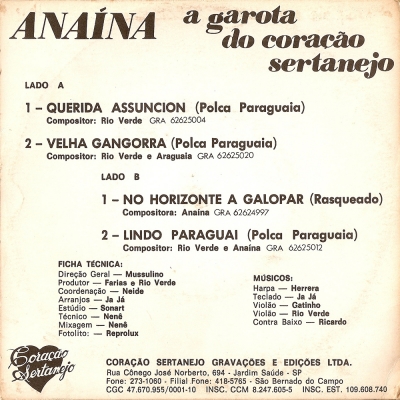 ANAÍNA
a garota
do coração
sertanejo
LADO A
1 – QUERIDA ASSUNCION (Polca Paraguaia)
Compositor: Rio Verde GRA 62625004
2 – VELHA GANGORRA (Polca Paraguaia)
Compositor: Rio Verde e Araguaia GRA 62625020
LADO B
1 – NO HORIZONTE A GALOPAR (Rasqueado)
Compositora: Anaína GRA 62624997
2 – LINDO PARAGUAI (Polca Paraguaia)
Compositor: Rio Verde e Anaína GRA 62625012
FICHA TÉCNICA:
Direção Geral — Mussulino
Produtor — Farias e Rio Verde
Coordenação — Neide
Arranjos — Ja Já
Estúdio — Sonart
Técnico — Nenê
Mixagem — Nenê
Fotolito: — Reprolux
MÚSICOS:
Harpa — Herrera
Teclado — Ja Já
Violão — Gatinho
Violão — Rio Verde
Contra Baixo — Ricardo
Coração
Sertanejo
CORAÇÃO SERTANEJO GRAVAÇÕES E EDIÇÕES LTDA.
Rua Cônego José Norberto, 694 - Jardim Saúde - SP
Fone: 273-1060 - Filial Fone: 418-5765 - São Bernardo do Campo
CGC 47.670.955/0001-10 INSC. CCM 8.247.605-5 INSC. EST. 109.608.740